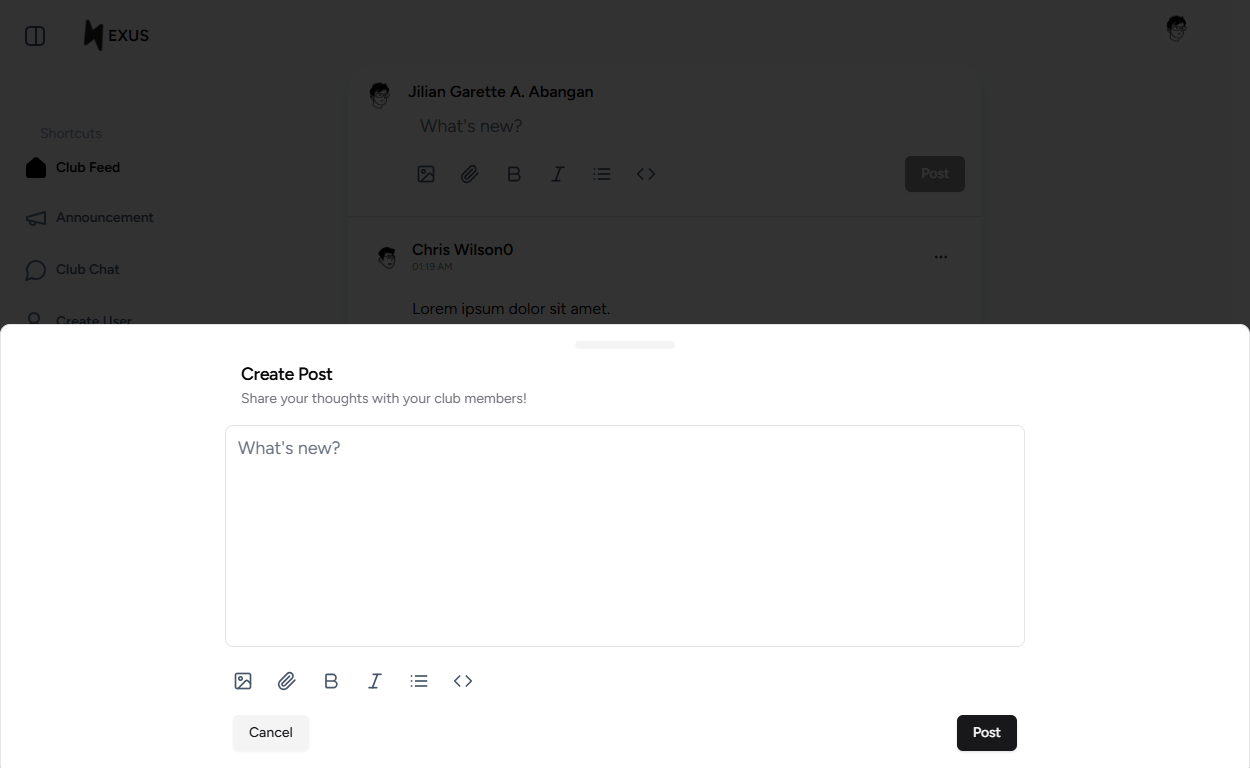 EXUS
Jilian Garette A. Abangan
What's new?
Post
Shortcuts
Club Feed
Announcement
Club Chat
Create User
Chris Wilson0
01:19 AM
Lorem ipsum dolor sit amet.
Create Post
Share your thoughts with your club members!
What's new?
Cancel
Post